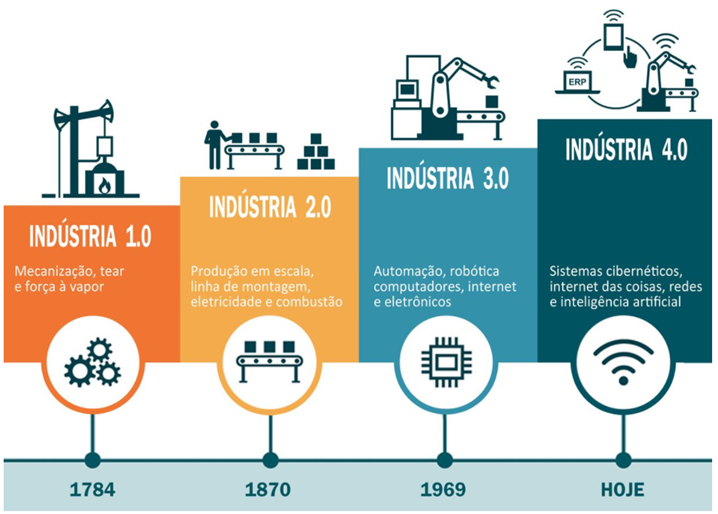 ERP
INDÚSTRIA 1.0
Mecanização, tear
e força à vapor
INDÚSTRIA 2.0
Produção em escala,
linha de montagem,
eletricidade e combustão
INDÚSTRIA 3.0
Automação, robótica
computadores, internet
e eletrônicos
INDÚSTRIA 4.0
Sistemas cibernéticos,
internet das coisas, redes
e inteligência artificial
1784
1870
1969
HOJE